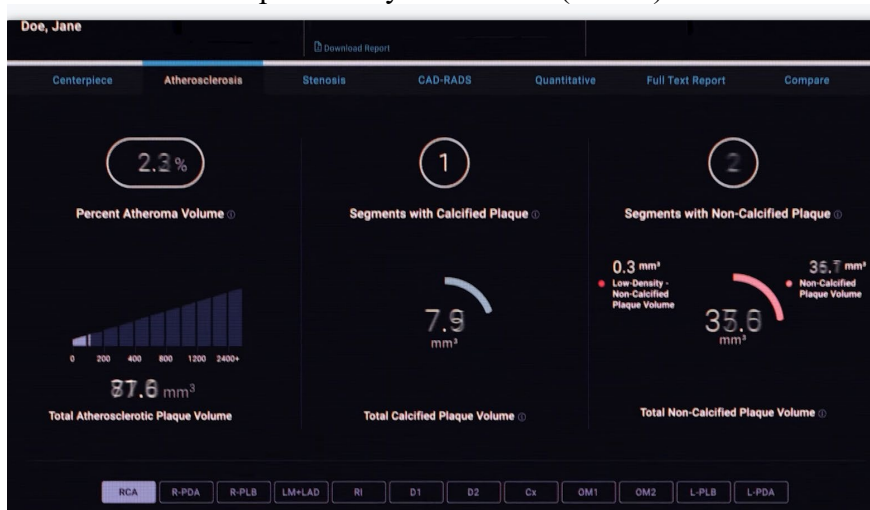 Doe, Jane
Download Report
Centerpiece Atherosclerosis Stenosis CAD-RADS Quantitative Full Text Report Compare
2.3% 1 2
Percent Atheroma Volume Segments with Calcified Plaque Segments with Non-Calcified Plaque
0.3 mm³
Low-Density -
Non-Calcified
Plaque Volume
mm³
Non-Calcified
Plaque Volume
7.9
mm³
mm³
0 200 400 800 1200 2400+
mm³
Total Atherosclerotic Plaque Volume Total Calcified Plaque Volume Total Non-Calcified Plaque Volume
RCA R-PDA R-PLB LM+LAD RI D1 D2 Cx OM1 OM2 L-PLB L-PDA